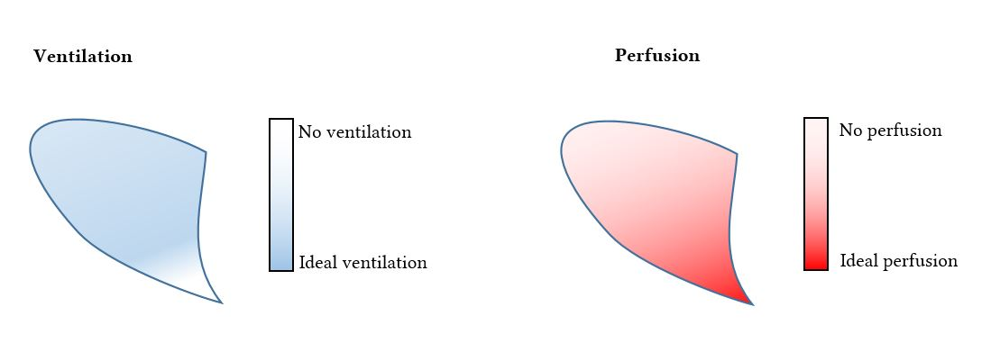 Ventilation
No ventilation
Ideal ventilation
Perfusion
No perfusion
Ideal perfusion